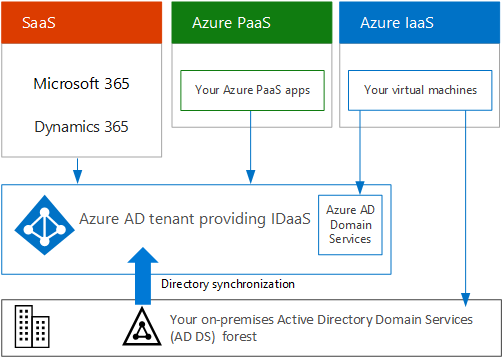 SaaS
Azure PaaS
Azure IaaS
Microsoft 365
Dynamics 365
Your Azure PaaS apps
Your virtual machines
Azure AD tenant providing IDaaS
Azure AD
Domain
Services
Directory synchronization
Your on-premises Active Directory Domain Services
(AD DS) forest